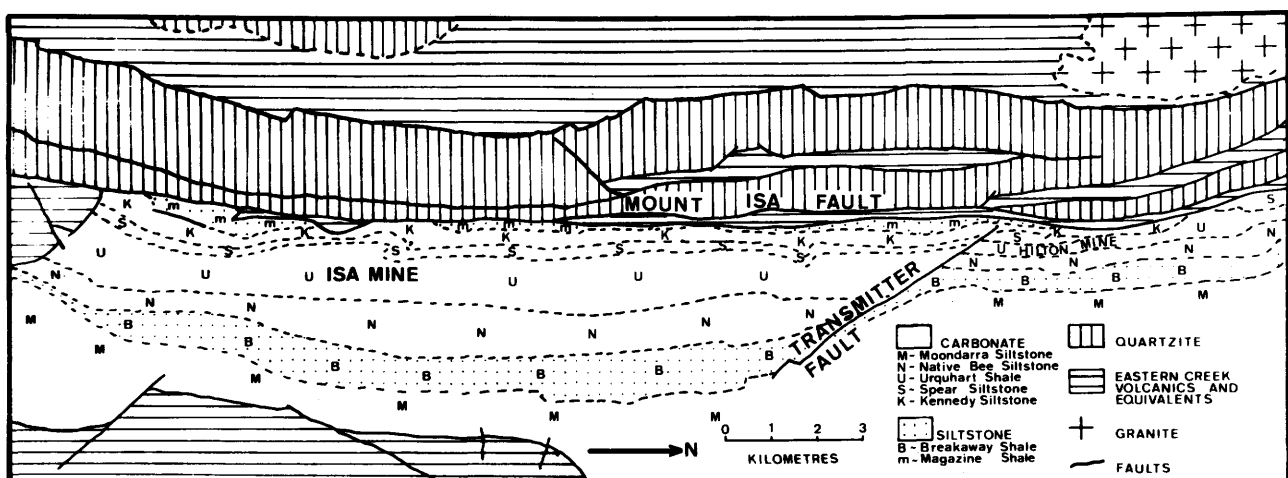 MOUNT ISA FAULT
K m m m K K K m m m K K K m m K K U S
S S K S S K S S S K S K S S K
U U U ISA MINE U U U U U HILTON MINE N
N N N N N N N N N N
M B B B B B B B B B B B
M M M M M M M M M
TRANSMITTER
FAULT
N
0 1 2 3
KILOMETRES
CARBONATE
M- Moondarra Siltstone
N- Native Bee Siltstone
U- Urquhart Shale
S- Spear Siltstone
K- Kennedy Siltstone
SILTSTONE
B- Breakaway Shale
m- Magazine Shale
QUARTZITE
EASTERN CREEK
VOLCANICS AND
EQUIVALENTS
GRANITE
FAULTS